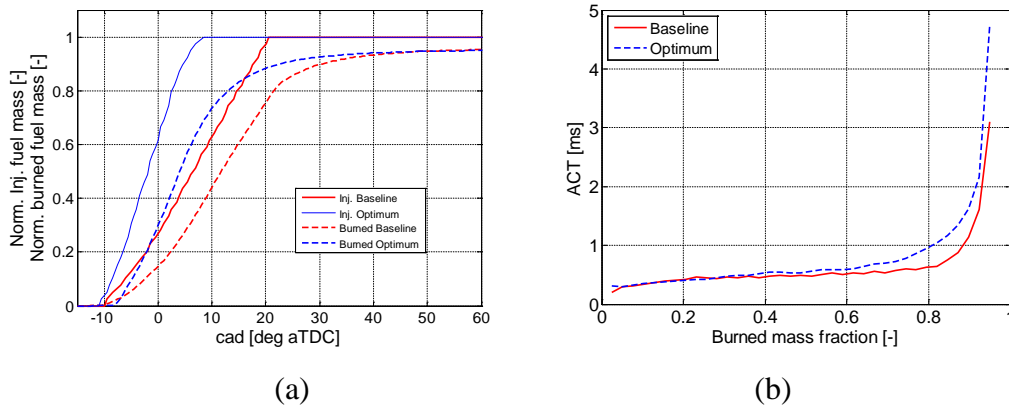 Norm. Inj. fuel mass [-]
Norm. burned fuel mass [-]
1
0.8
0.6
0.4
0.2
0
-10 0 10 20 30 40 50 60
cad [deg aTDC]
Inj. Baseline
Inj. Optimum
Burned Baseline
Burned Optimum
(a)
ACT [ms]
5
4
3
2
1
0
0 0.2 0.4 0.6 0.8 1
Burned mass fraction [-]
Baseline
Optimum
(b)